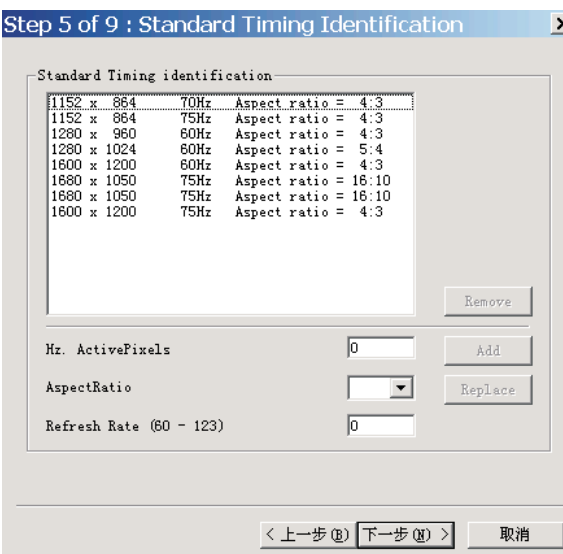 Step 5 of 9 : Standard Timing Identification
Standard Timing identification
1152 x 864 70Hz Aspect ratio = 4:3
1152 x 864 75Hz Aspect ratio = 4:3
1280 x 960 60Hz Aspect ratio = 4:3
1280 x 1024 60Hz Aspect ratio = 5:4
1600 x 1200 60Hz Aspect ratio = 4:3
1680 x 1050 75Hz Aspect ratio = 16:10
1680 x 1050 75Hz Aspect ratio = 16:10
1600 x 1200 75Hz Aspect ratio = 4:3
Remove
Hz. ActivePixels 0 Add
AspectRatio Replace
Refresh Rate (60 - 123) 0
< 上一步(B) 下一步(N) > 取消